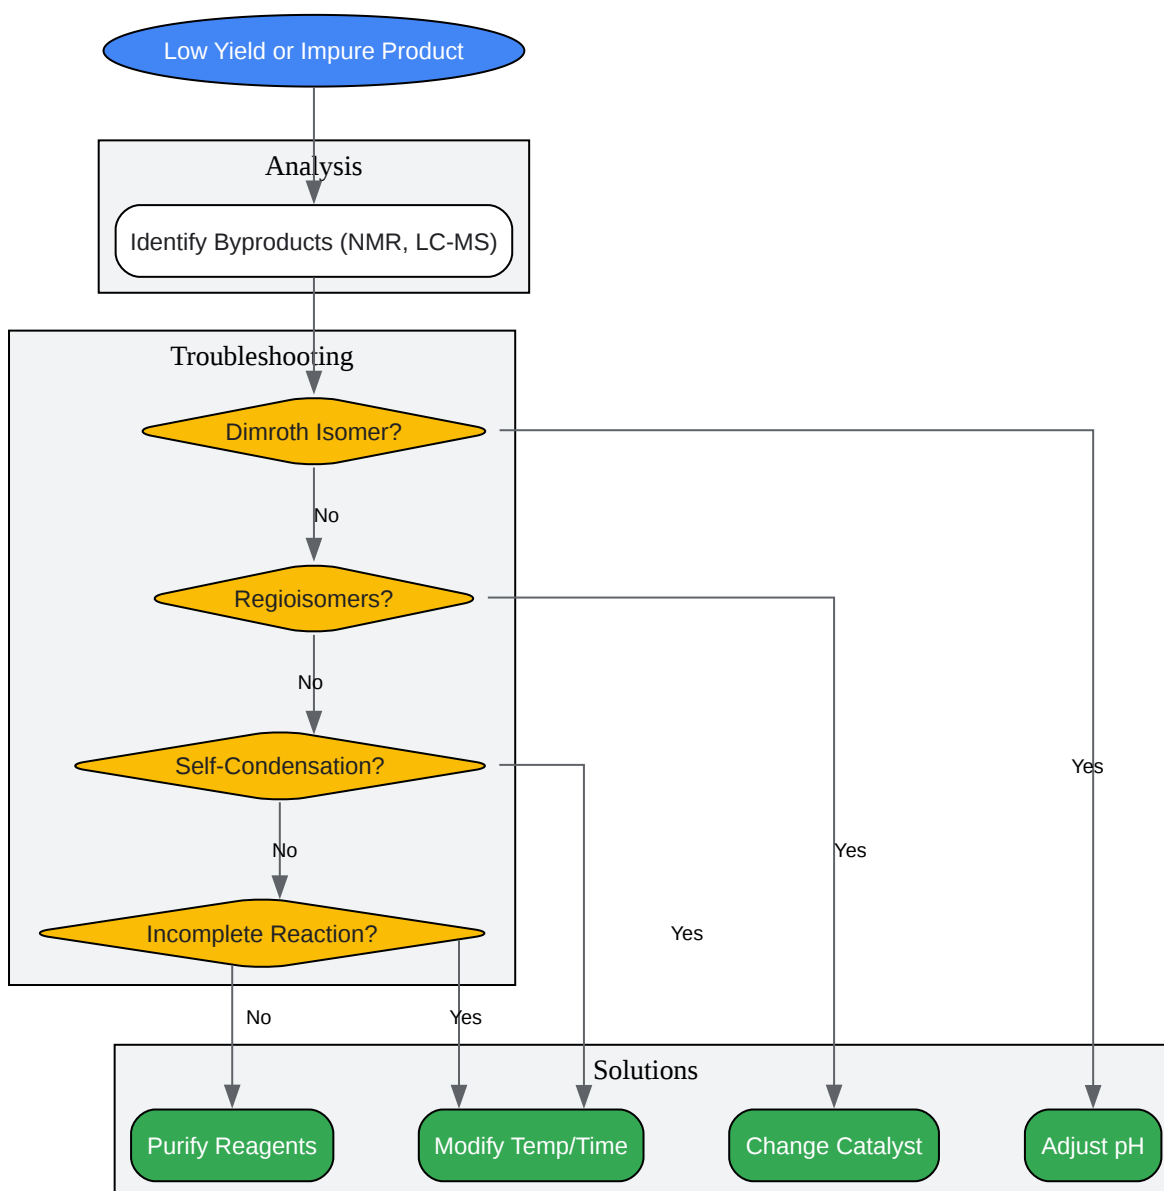 Low Yield or Impure Product
Analysis
Identify Byproducts (NMR, LC-MS)
Troubleshooting
Dimroth Isomer?
No
Regioisomers?
No
Self-Condensation?
Yes
No
Yes
Incomplete Reaction?
Yes
No
Yes
Solutions
Purify Reagents
Modify Temp/Time
Change Catalyst
Adjust pH